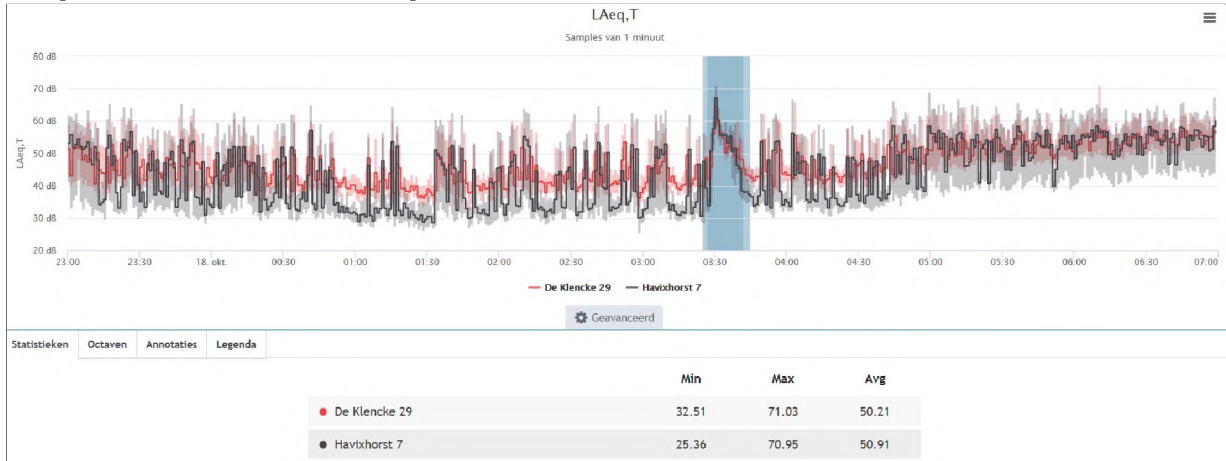 LAeq,T
Samples van 1 minuut
80 dB
70 dB
60 dB
50 dB
40 dB
30 dB
20 dB
LAeq,T
23:00 23:30 18. okt. 00:30 01:00 01:30 02:00 02:30 03:00 03:30 04:00 04:30 05:00 05:30 06:00 06:30 07:00
De Klencke 29 Havixhorst 7
Geavanceerd
Statistieken Octaven Annotaties Legenda
Min Max Avg
De Klencke 29 32.51 71.03 50.21
Havixhorst 7 25.36 70.95 50.91